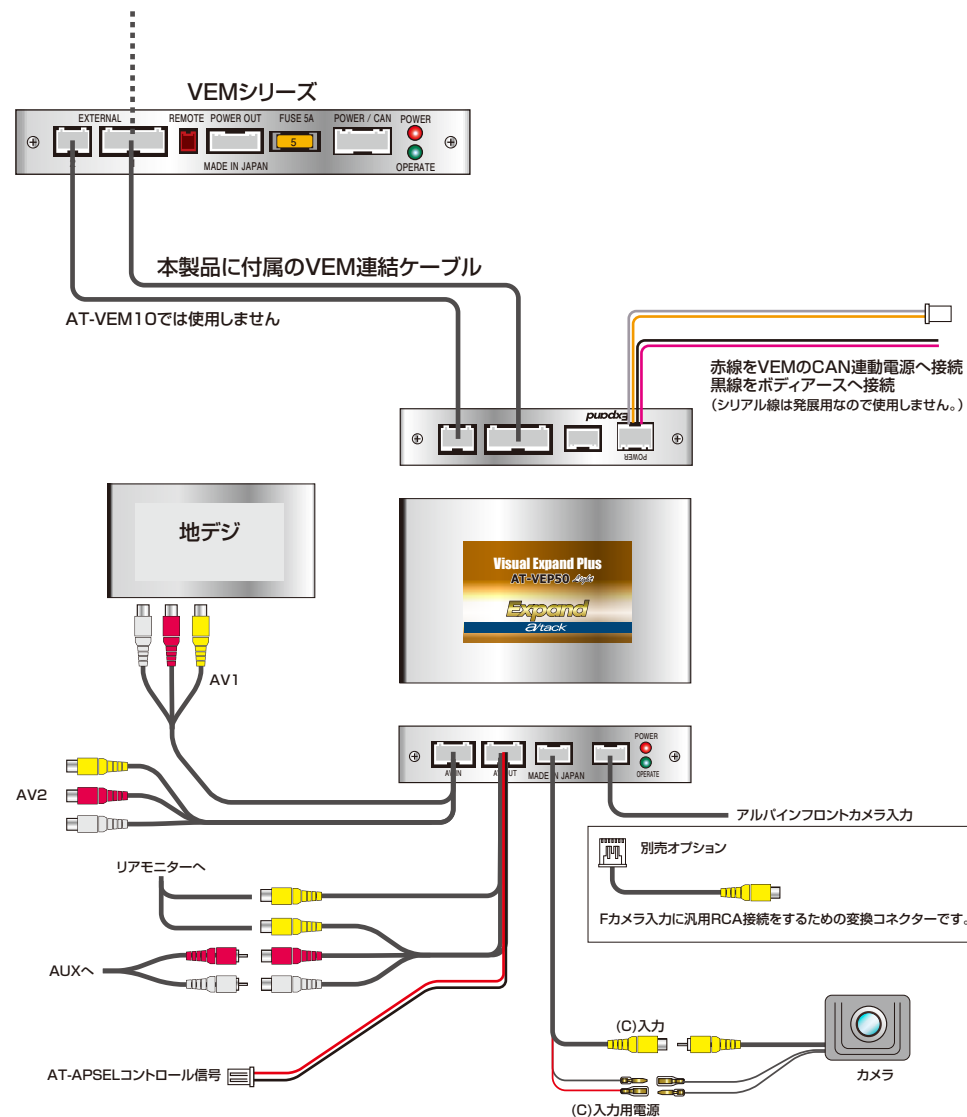 VEMシリーズ
EXTERNAL
REMOTE
POWER OUT
FUSE 5A
POWER / CAN
POWER
5
MADE IN JAPAN
OPERATE
本製品に付属のVEM連結ケーブル
AT-VEM10では使用しません
赤線をVEMのCAN連動電源へ接続
黒線をボディアースへ接続
（シリアル線は発展用なので使用しません。）
Expand
POWER
地デジ
Visual Expand Plus
AT-VEP50 Light
Expand
a/tack
AV1
POWER
AV IN
MADE IN JAPAN
OPERATE
AV2
アルパインフロントカメラ入力
別売オプション
Fカメラ入力に汎用RCA接続をするための変換コネクターです。
リアモニターへ
AUXへ
(C)入力
カメラ
AT-APSELコントロール信号
(C)入力用電源